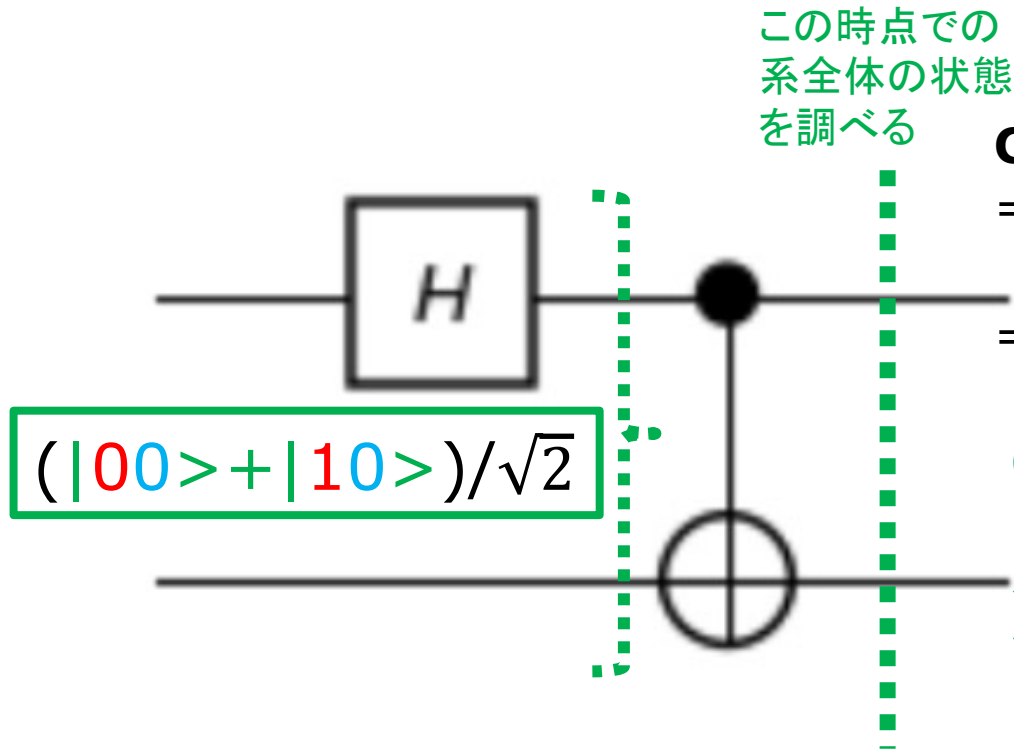 この時点での
系全体の状態
を調べる
H
=
=
(|00>+|10>)/√2